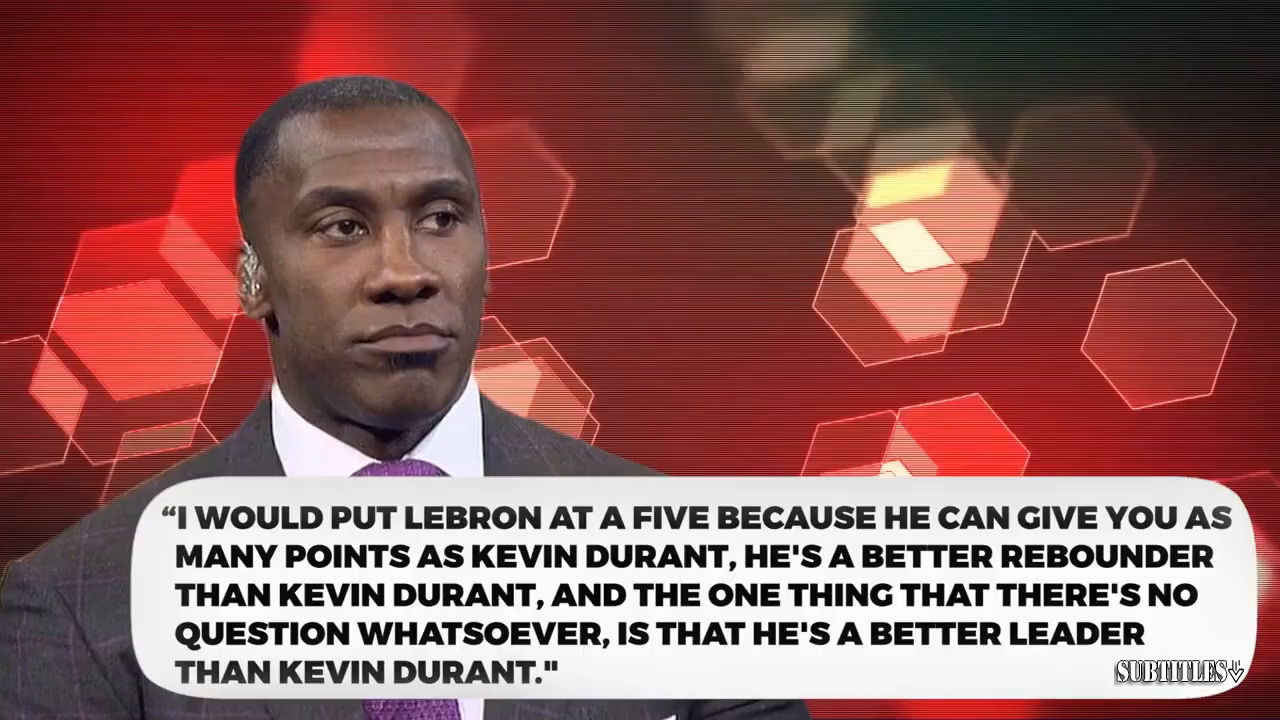 “I WOULD PUT LEBRON AT A FIVE BECAUSE HE CAN GIVE YOU AS
MANY POINTS AS KEVIN DURANT, HE'S A BETTER REBOUNDER
THAN KEVIN DURANT, AND THE ONE THING THAT THERE'S NO
QUESTION WHATSOEVER, IS THAT HE'S A BETTER LEADER
THAN KEVIN DURANT."
SUBTITLES